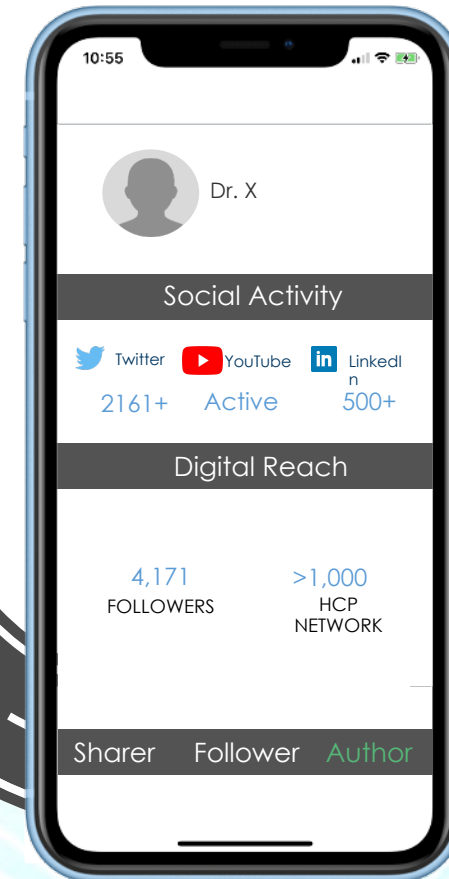 10:55
Dr. X
Social Activity
Twitter YouTube in LinkedI
n
2161+ Active 500+
Digital Reach
4,171 >1,000
FOLLOWERS HCP
NETWORK
Sharer Follower Author